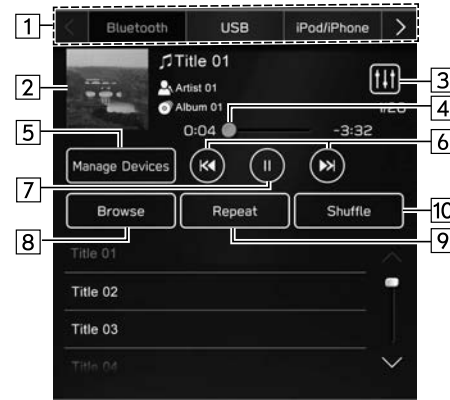 1
Bluetooth USB iPod/iPhone
2
Title 01
Artist 01
Album 01
3
4
0:04 -3:32
5
6
Manage Devices
7
Browse Repeat Shuffle
10
8
9
Title 01
Title 02
Title 03
Title 04